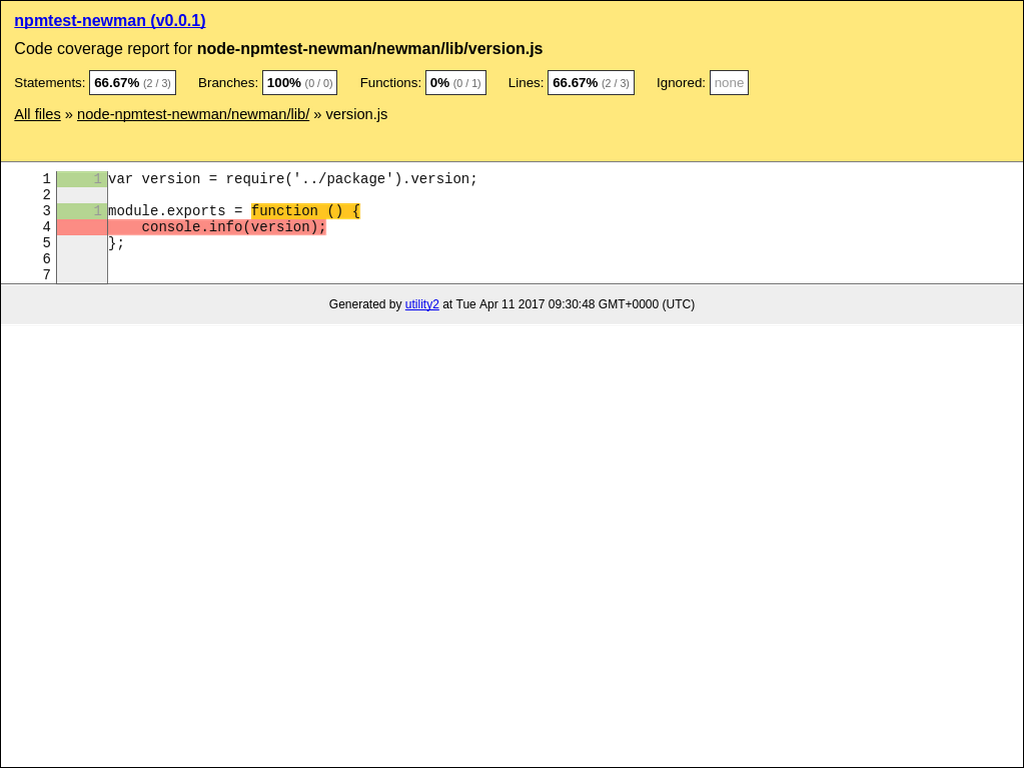 npmtest-newman (v0.0.1)
Code coverage report for node-npmtest-newman/newman/lib/version.js
Statements: 66.67% (2 / 3) Branches: 100% (0 / 0) Functions: 0% (0 / 1) Lines: 66.67% (2 / 3) Ignored: none
All files » node-npmtest-newman/newman/lib/ » version.js
1 1 var version = require('../package').version;
2
3 1 module.exports = function () {
4 console.info(version);
5 };
6
7
Generated by utility2 at Tue Apr 11 2017 09:30:48 GMT+0000 (UTC)